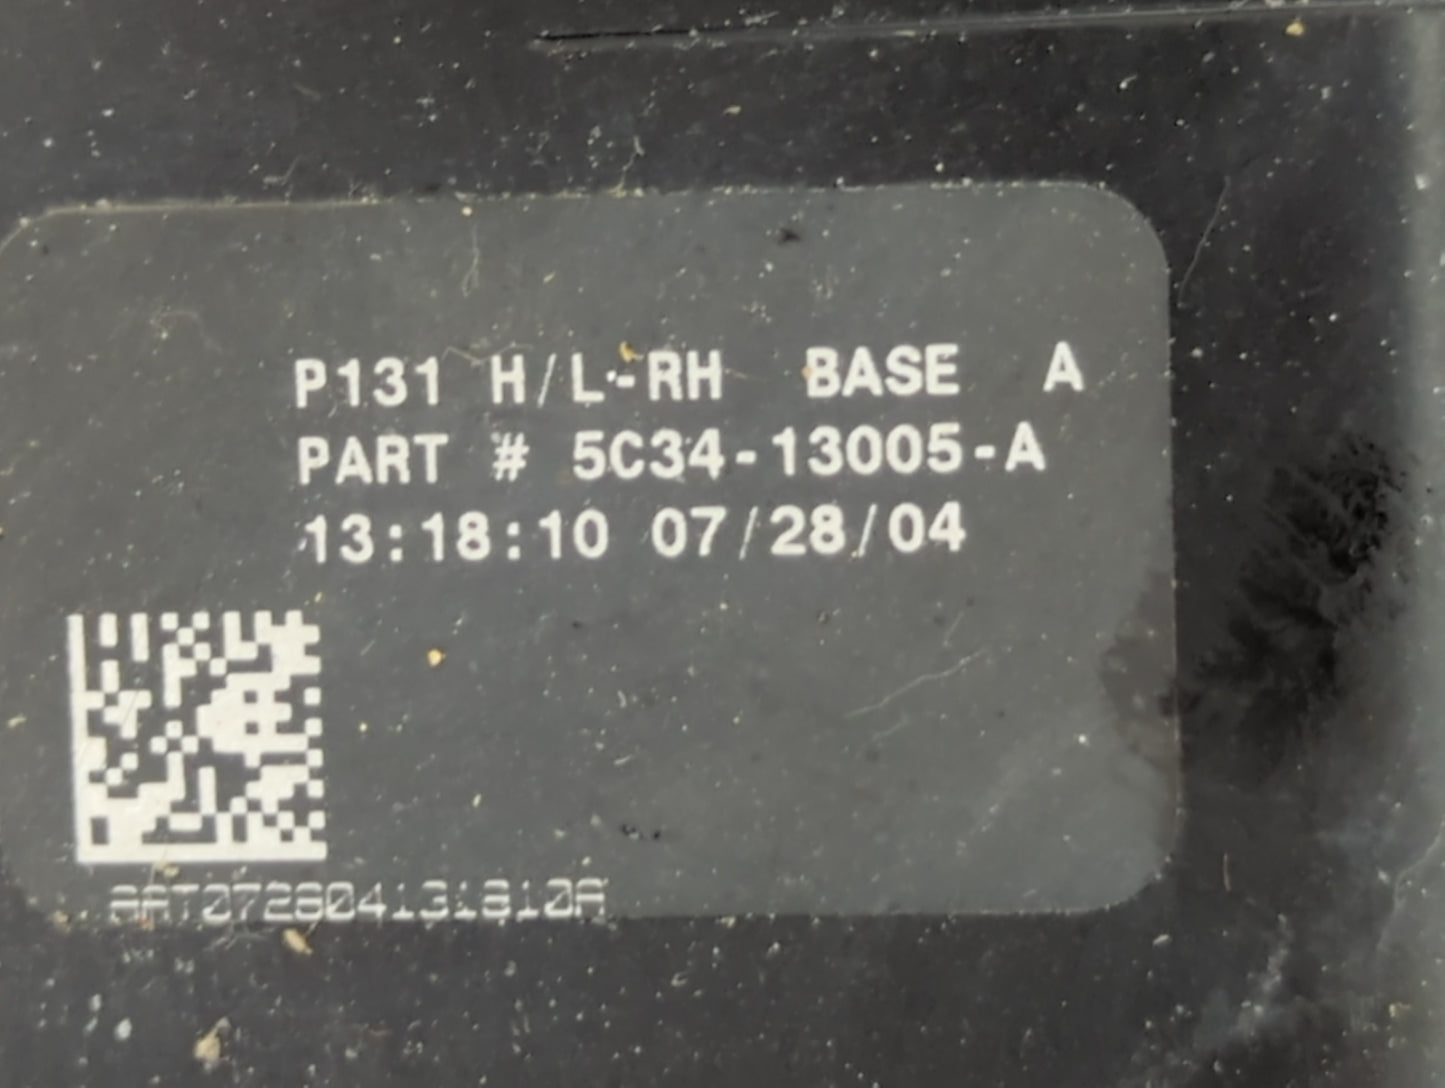 P131 H/L-RH BASE A
PART # 5C34-13005-A
13:18:10 07/28/04
AAT072804131810A